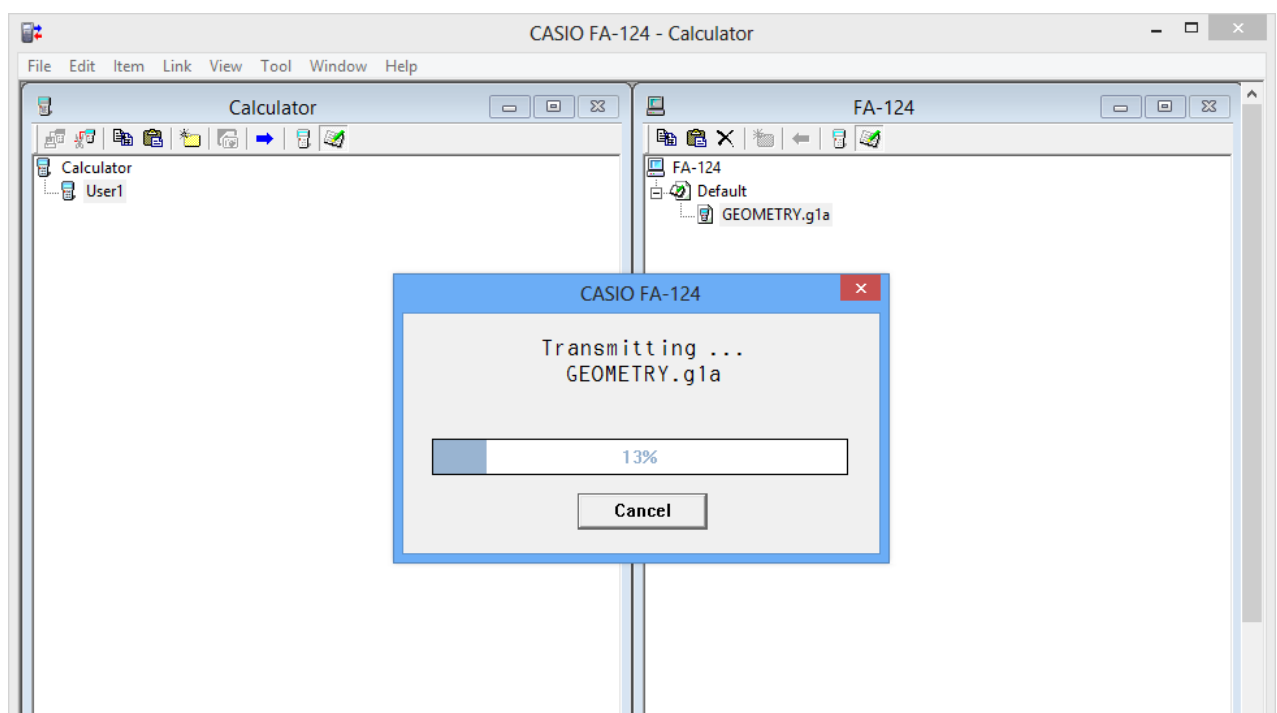 CASIO FA-124 - Calculator
File Edit Item Link View Tool Window Help
Calculator
Calculator
User1
FA-124
FA-124
Default
GEOMETRY.g1a
CASIO FA-124
Transmitting ...
GEOMETRY.g1a
13%
Cancel